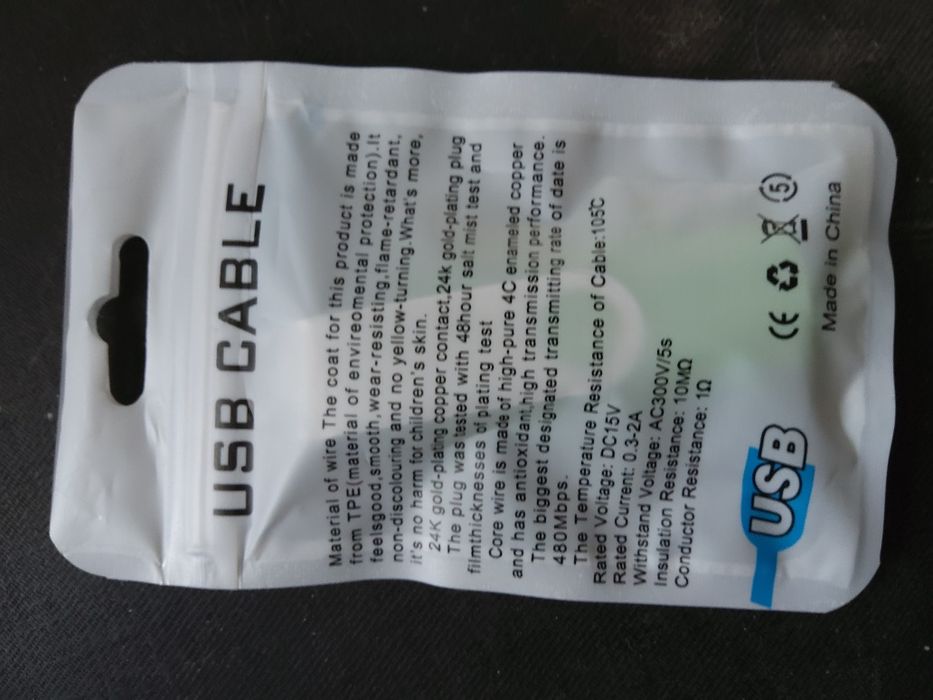 USB CABLE
Material of wire The coat for this product is made
from TPE(material of envireomental protection).It
feelsgood,smooth,wear-resisting,flame-retardant,
non-discolouring and no yellow-turning.What's more,
it's no harm for children's skin.
24K gold-plating copper contact,24k gold-plating plug
The plug was tested with 48hour salt mist test and
filmthicknesses of plating test
Core wire is made of high-pure 4C enameled copper
and has antioxidant,high transmission performance.
The biggest designated transmitting rate of date is
480Mbps.
The Temperature Resistance of Cable:105℃
Rated Voltage: DC15V
Rated Current: 0.3-2A
Withstand Voltage: AC300V/5s
Insulation Resistance: 10MΩ
Conductor Resistance: 1Ω
USB
CE 5
Made in China